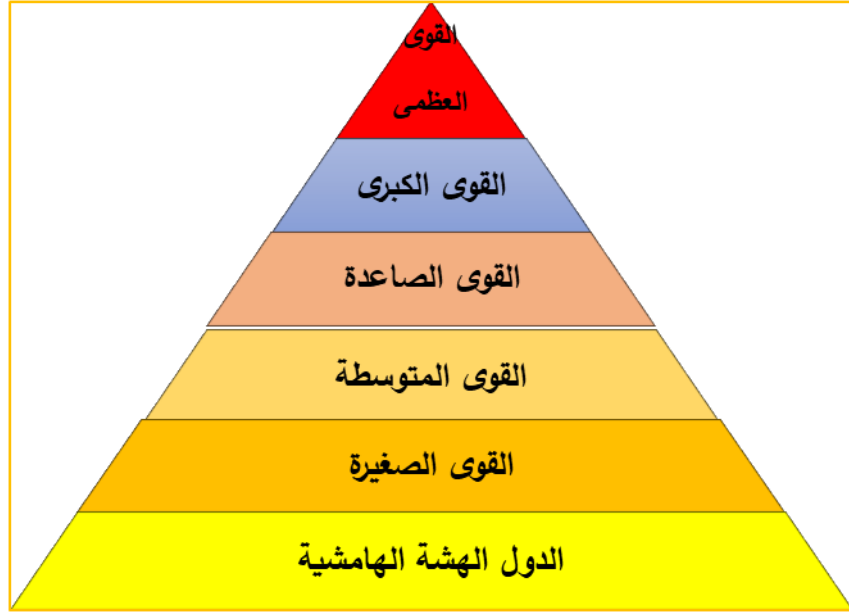 القوى
العظمى
القوى الكبرى
القوى الصاعدة
القوى المتوسطة
القوى الصغيرة
الدول الهشة الهامشية